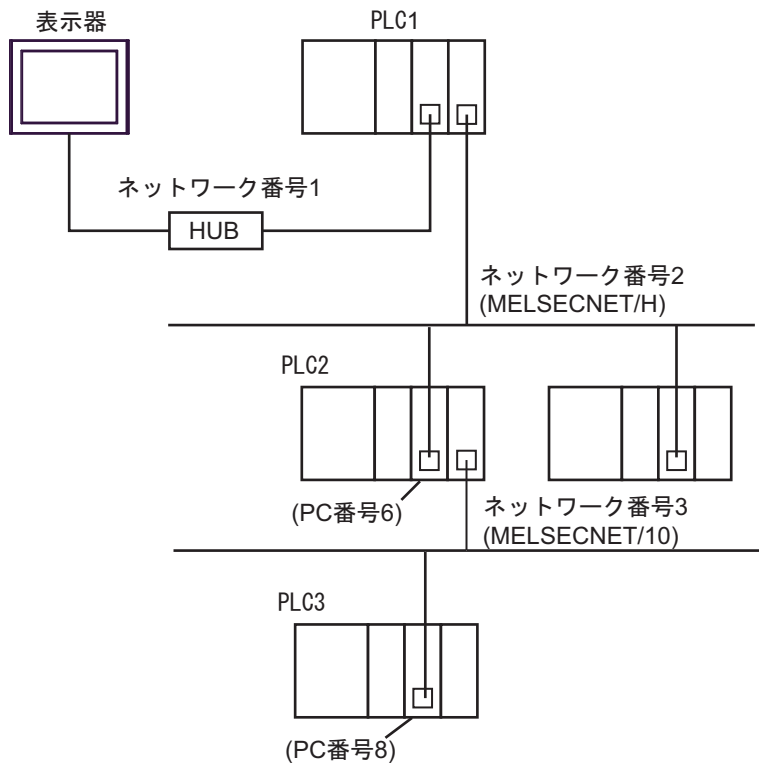 表示器
PLC1
ネットワーク番号1
HUB
ネットワーク番号2
(MELSECNET/H)
PLC2
(PC番号6)
ネットワーク番号3
(MELSECNET/10)
PLC3
(PC番号8)